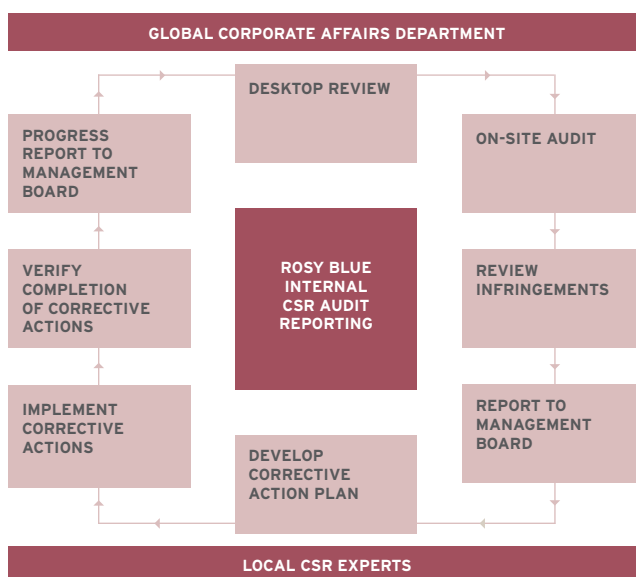 GLOBAL CORPORATE AFFAIRS DEPARTMENT
DESKTOP REVIEW
PROGRESS
REPORT TO
MANAGEMENT
BOARD
ON-SITE AUDIT
ROSY BLUE
INTERNAL
CSR AUDIT
REPORTING
VERIFY
COMPLETION
OF CORRECTIVE
ACTIONS
REVIEW
INFRINGEMENTS
IMPLEMENT
CORRECTIVE
ACTIONS
REPORT TO
MANAGEMENT
BOARD
DEVELOP
CORRECTIVE
ACTION PLAN
LOCAL CSR EXPERTS